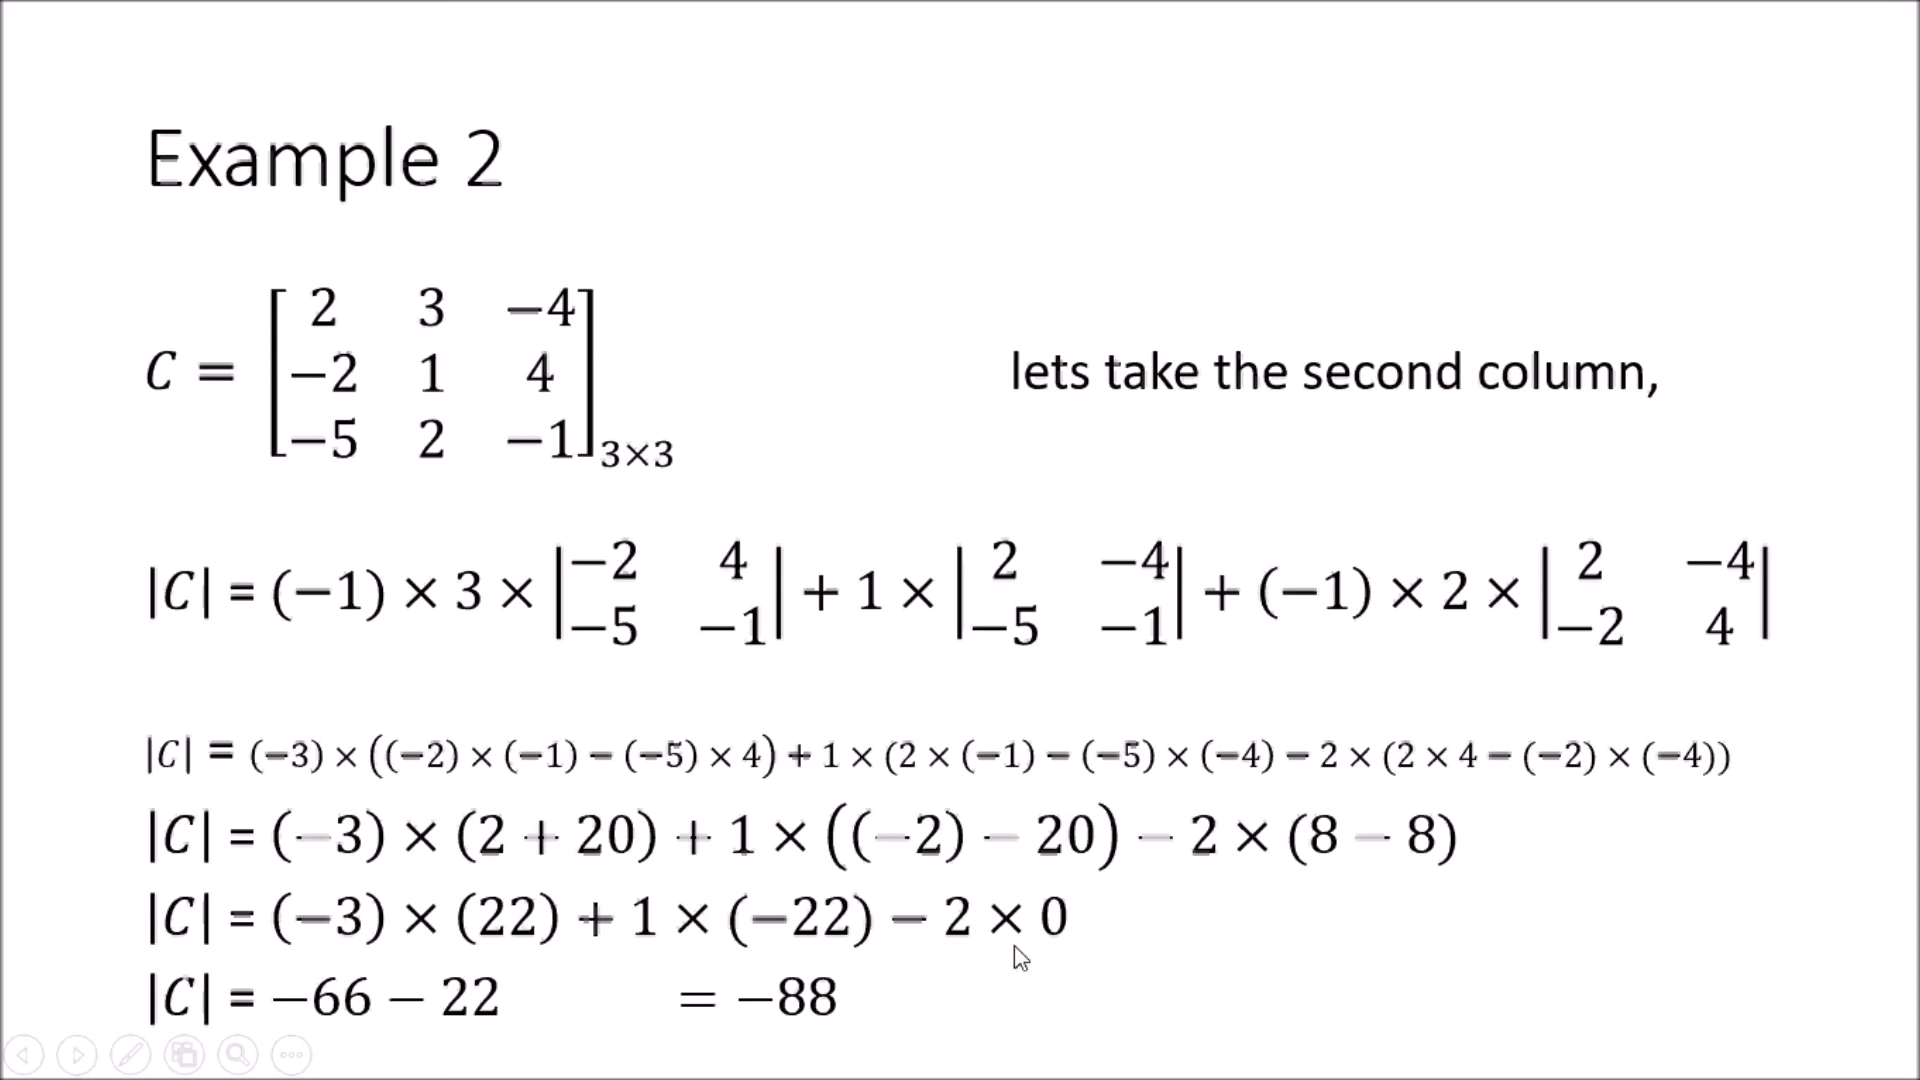 Example 2
C = [2 3 −4; −2 1 4; −5 2 −1]3×3
lets take the second column,
|C| = (−1) × 3 × |−2 4; −5 −1| + 1 × |2 −4; −5 −1| + (−1) × 2 × |2 −4; −2 4|
|C| = (−3) × ((−2) × (−1) − (−5) × 4) + 1 × (2 × (−1) − (−5) × (−4) − 2 × (2 × 4 − (−2) × (−4))
|C| = (−3) × (2 + 20) + 1 × ((−2) − 20) − 2 × (8 − 8)
|C| = (−3) × (22) + 1 × (−22) − 2 × 0
|C| = −66 − 22 = −88